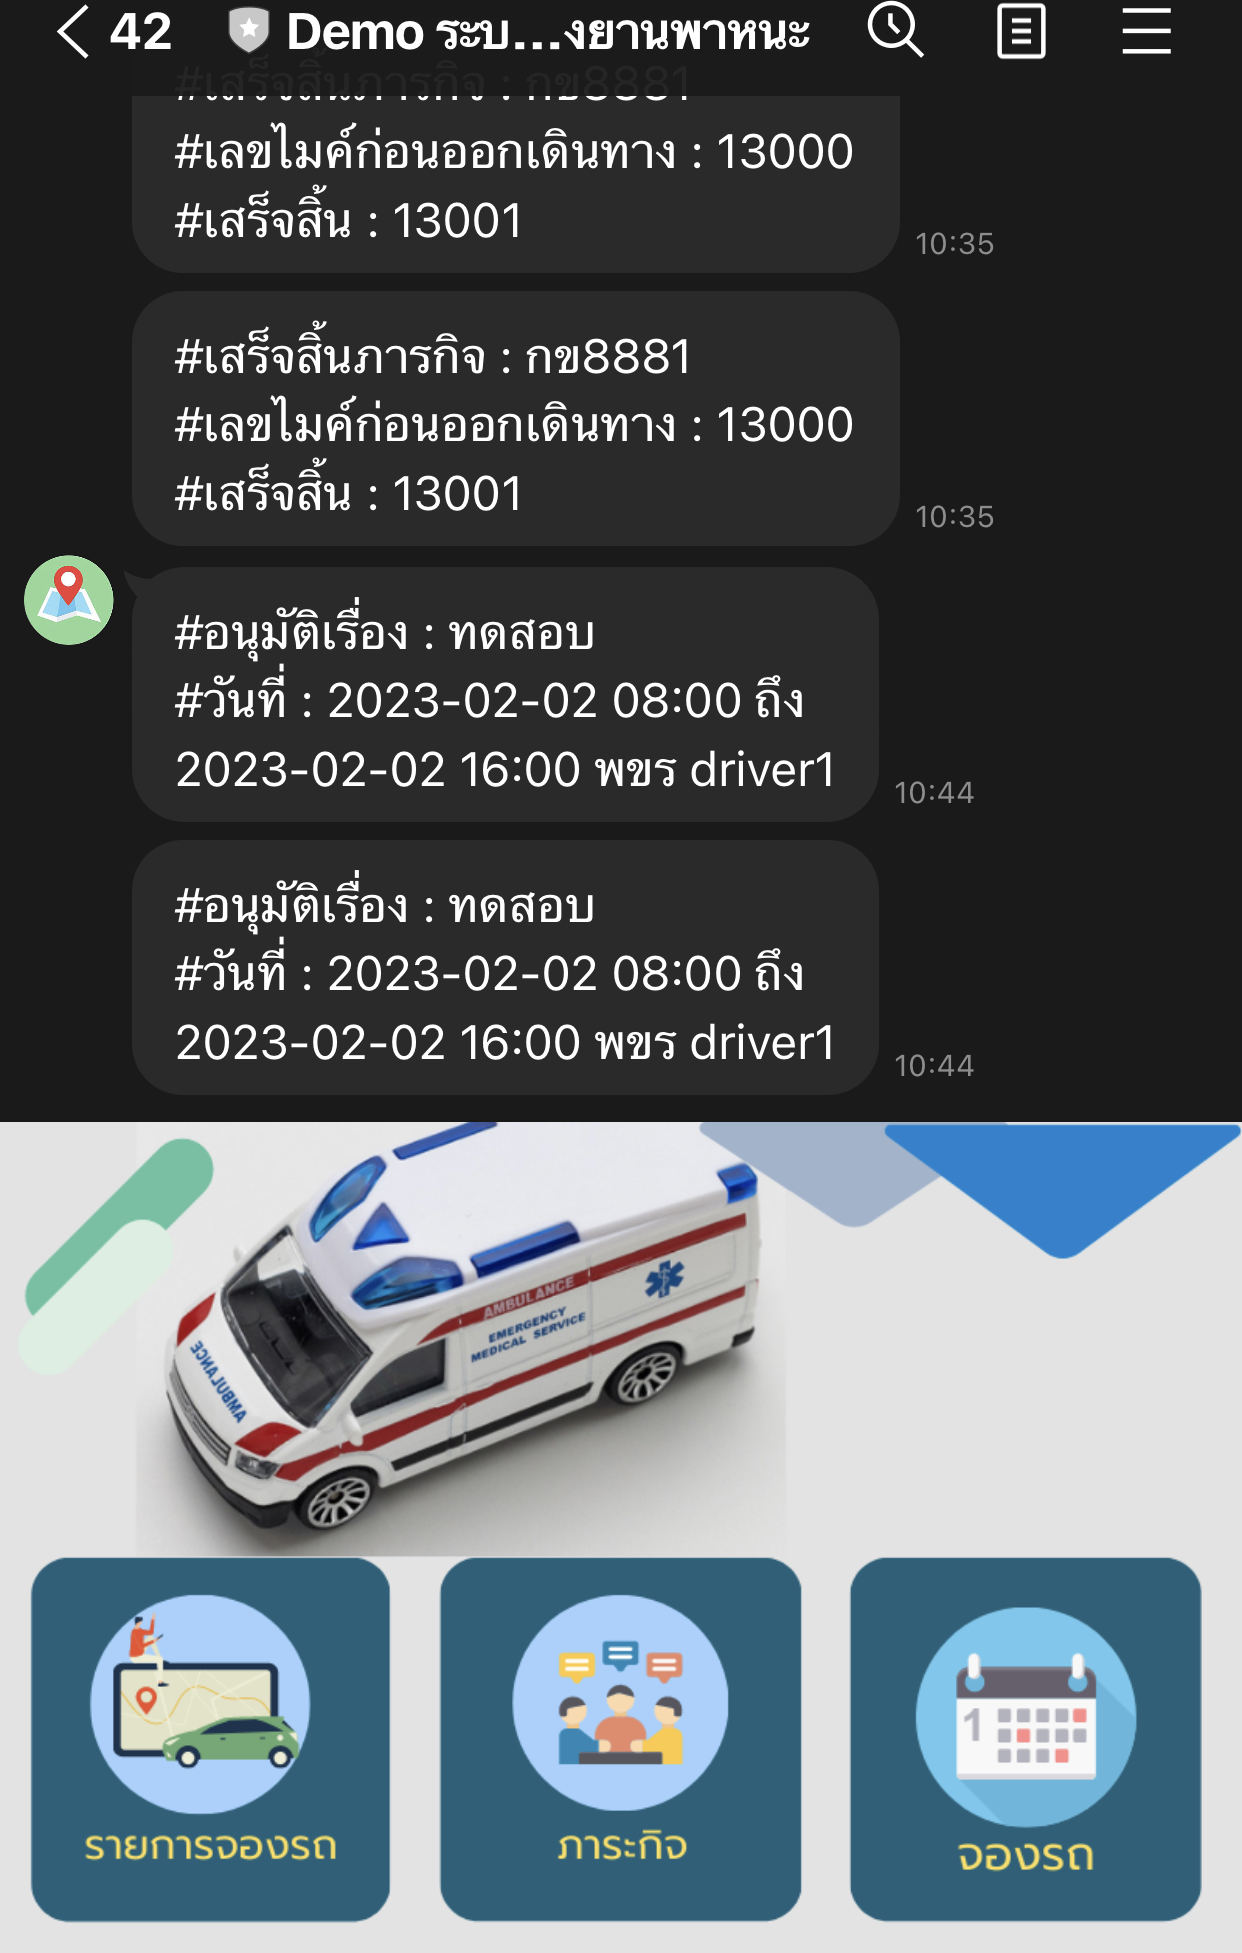 42 Demo ระบ...งยานพาหนะ
#เสร็จสิ้นภารกิจ : กข8881
#เลขไมค์ก่อนออกเดินทาง : 13000
#เสร็จสิ้น : 13001
10:35
#เสร็จสิ้นภารกิจ : กข8881
#เลขไมค์ก่อนออกเดินทาง : 13000
#เสร็จสิ้น : 13001
10:35
#อนุมัติเรื่อง : ทดสอบ
#วันที่ : 2023-02-02 08:00 ถึง
2023-02-02 16:00 พขร driver1
10:44
#อนุมัติเรื่อง : ทดสอบ
#วันที่ : 2023-02-02 08:00 ถึง
2023-02-02 16:00 พขร driver1
10:44
AMBULANCE
EMERGENCY
MEDICAL SERVICE
AMBULANCE
1
รายการจองรถ
ภาระกิจ
จองรถ